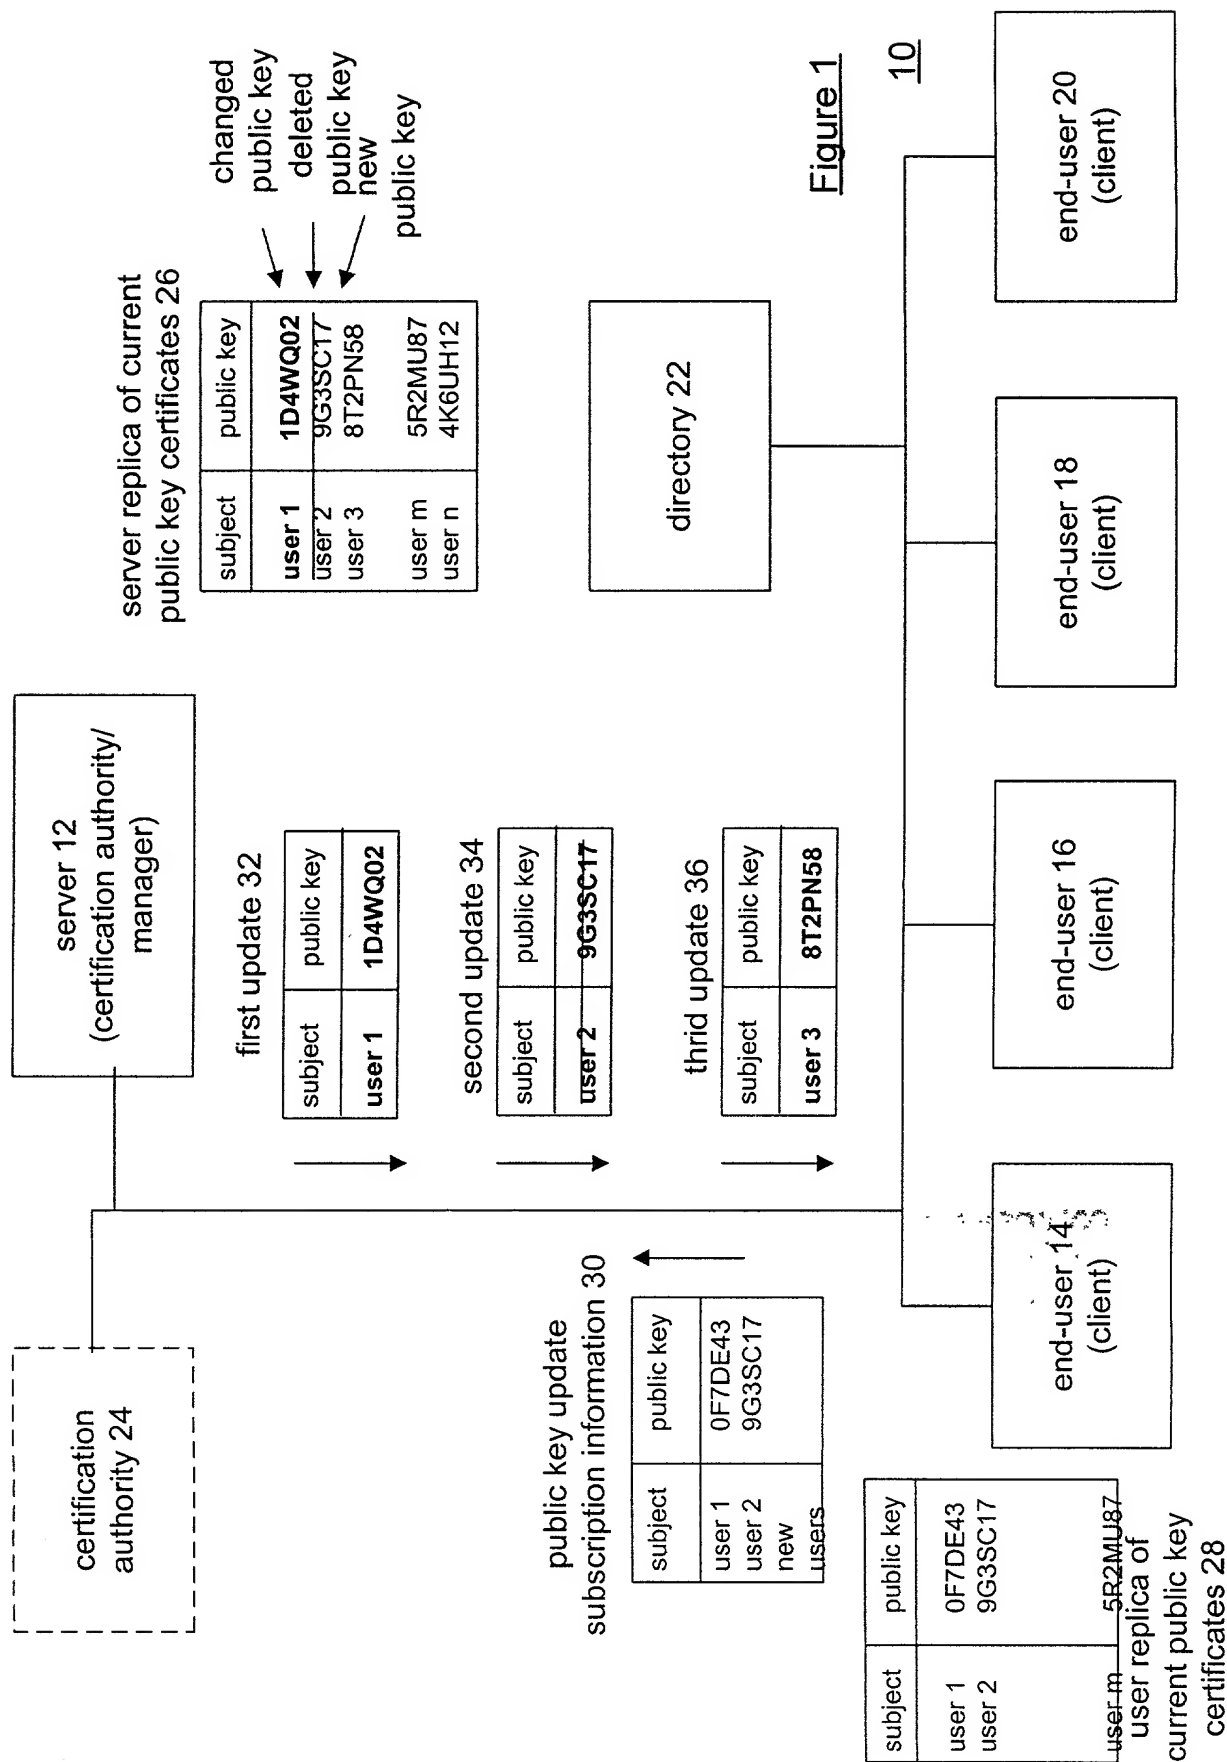 certification
authority 24
server 12
(certification authority/
manager)
server replica of current
public key certificates 26
subject public key
user 1 1D4WQ02
user 2 9G3SC17
user 3 8T2PN58
user m 5R2MU87
user n 4K6UH12
changed
public key
deleted
public key
new
public key
first update 32
subject public key
user 1 1D4WQ02
second update 34
subject public key
user 2 9G3SC17
thrid update 36
subject public key
user 3 8T2PN58
public key update
subscription information 30
subject public key
user 1 0F7DE43
user 2 9G3SC17
new
users
directory 22
Figure 1
10
subject public key
user 1 0F7DE43
user 2 9G3SC17
user m 5R2MU87
user replica of
current public key
certificates 28
end-user 14
(client)
end-user 16
(client)
end-user 18
(client)
end-user 20
(client)